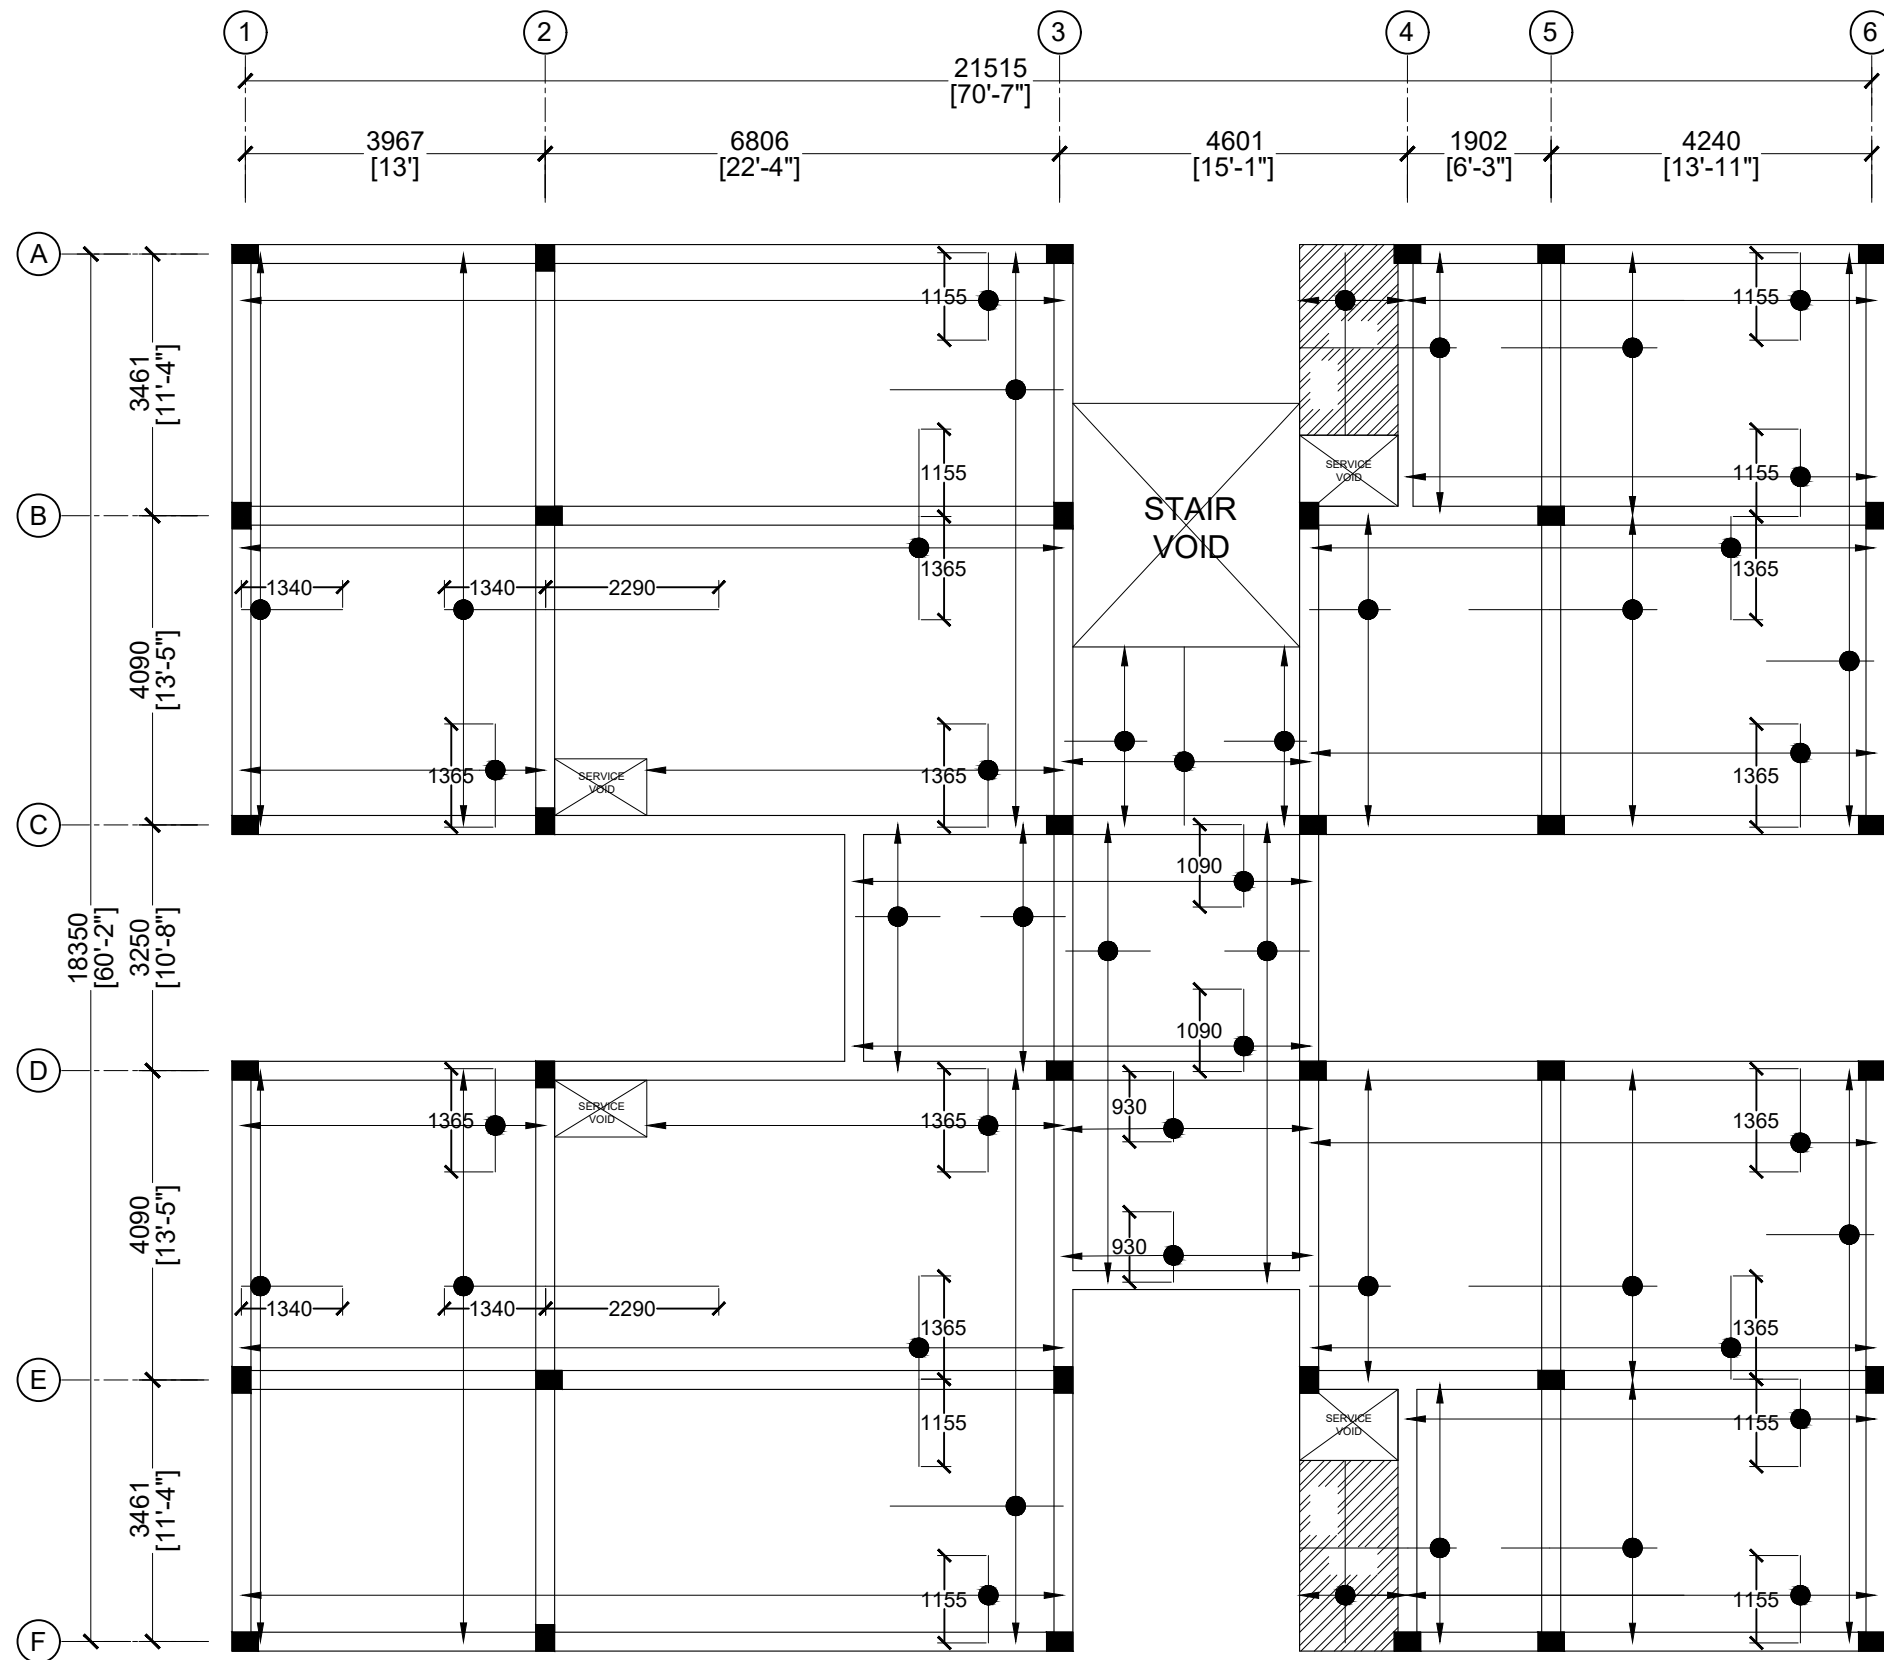 1 2 3 4 5 6
21515
[70'-7"]
3967 6806 4601 1902 4240
[13'] [22'-4"] [15'-1"] [6'-3"] [13'-11"]
A
1155 1155
3461
[11'-4"]
1155 SERVICE 1155
VOID
B
STAIR
VOID
1365 1365
1340 1340 2290
4090
[13'-5"]
1365 SERVICE 1365 1365
VOID
C
1090
18350
[60'-2"]
3250
[10'-8"]
1090
D
1365 SERVICE 1365 930 1365
VOID
4090
[13'-5"]
930
1340 1340 2290
1365 1365
E
1155 SERVICE 1155
VOID
3461
[11'-4"]
1155 1155
F